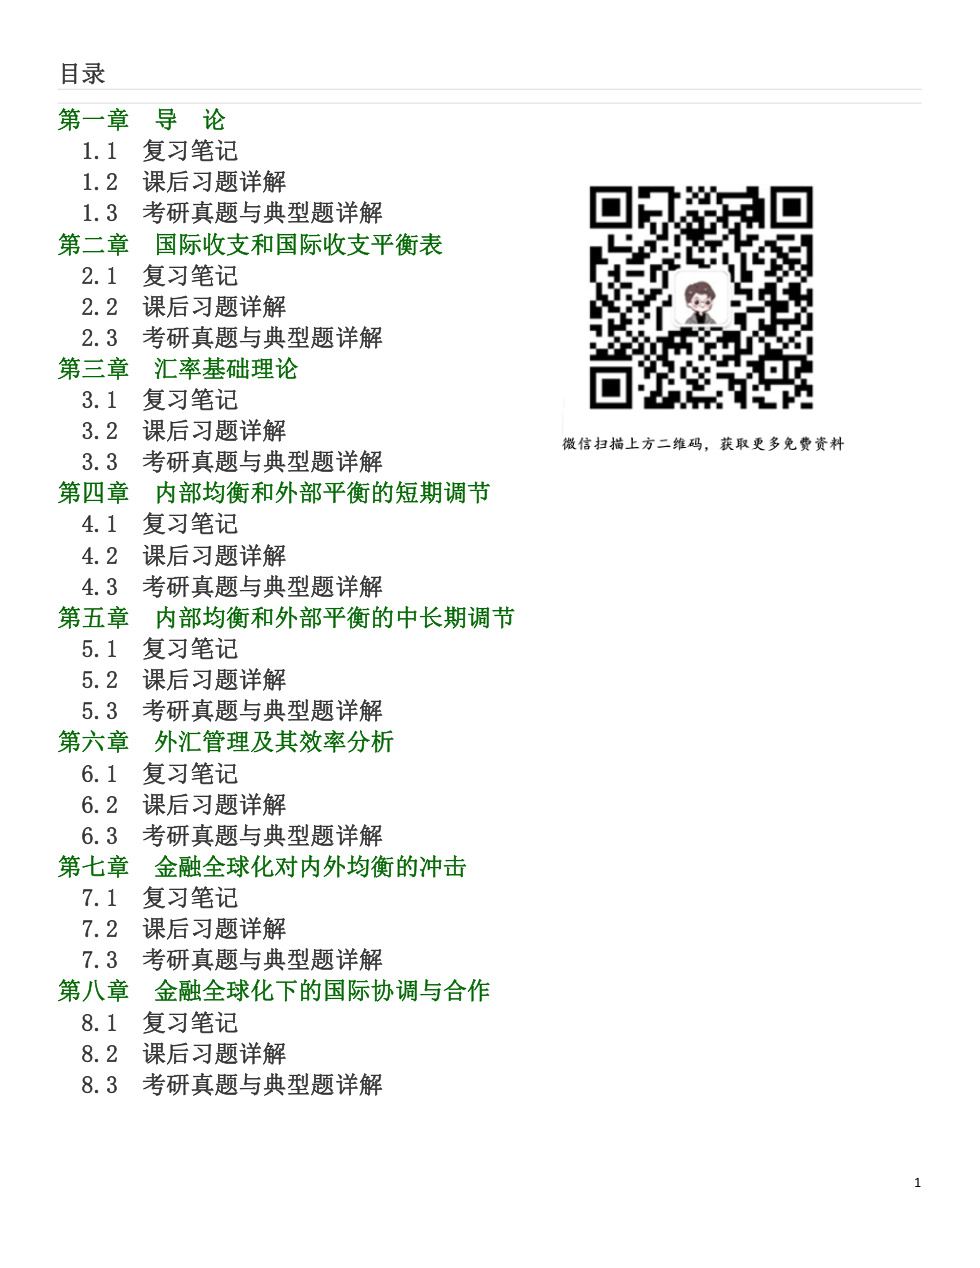 目录
第一章　导　论
1.1　复习笔记
1.2　课后习题详解
1.3　考研真题与典型题详解
第二章　国际收支和国际收支平衡表
2.1　复习笔记
2.2　课后习题详解
2.3　考研真题与典型题详解
第三章　汇率基础理论
3.1　复习笔记
3.2　课后习题详解
3.3　考研真题与典型题详解
第四章　内部均衡和外部平衡的短期调节
4.1　复习笔记
4.2　课后习题详解
4.3　考研真题与典型题详解
第五章　内部均衡和外部平衡的中长期调节
5.1　复习笔记
5.2　课后习题详解
5.3　考研真题与典型题详解
第六章　外汇管理及其效率分析
6.1　复习笔记
6.2　课后习题详解
6.3　考研真题与典型题详解
第七章　金融全球化对内外均衡的冲击
7.1　复习笔记
7.2　课后习题详解
7.3　考研真题与典型题详解
第八章　金融全球化下的国际协调与合作
8.1　复习笔记
8.2　课后习题详解
8.3　考研真题与典型题详解
微信扫描上方二维码，获取更多免费资料
1